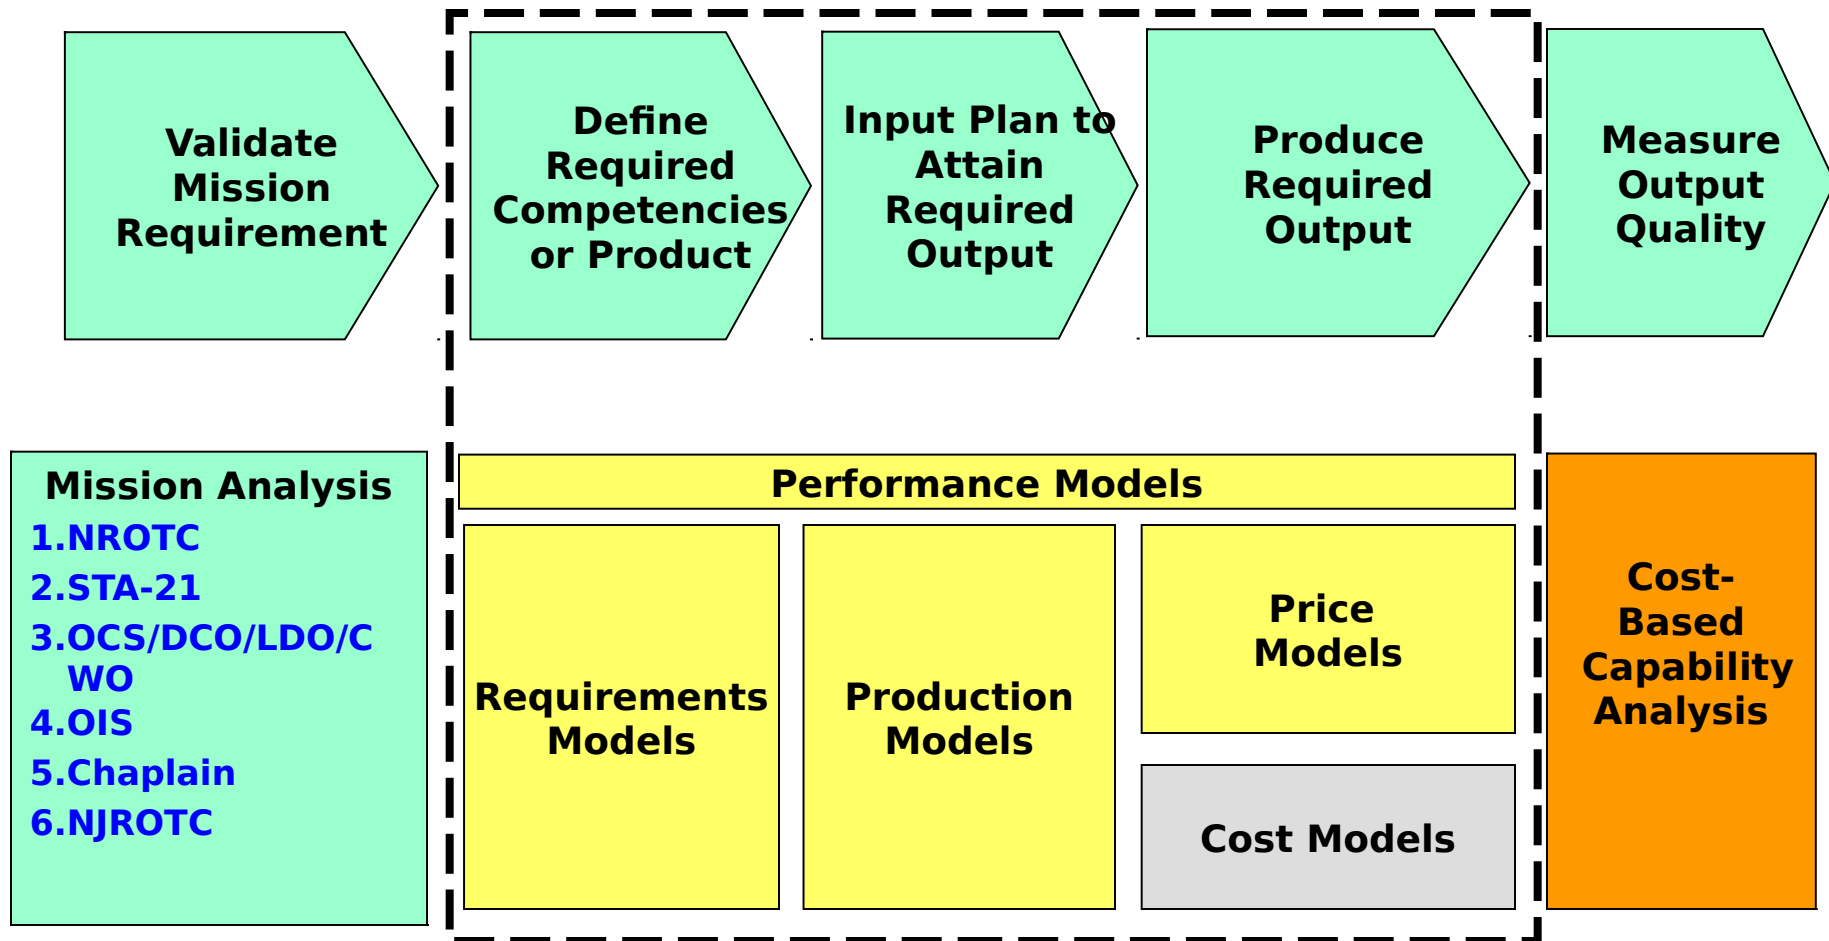 Validate
Mission
Requirement
Define
Required
Competencies
or Product
Input Plan to
Attain
Required
Output
Produce
Required
Output
Measure
Output
Quality
Mission Analysis
1.NROTC
2.STA-21
3.OCS/DCO/LDO/C
WO
4.OIS
5.Chaplain
6.NJROTC
Performance Models
Requirements
Models
Production
Models
Price
Models
Cost Models
Cost-
Based
Capability
Analysis